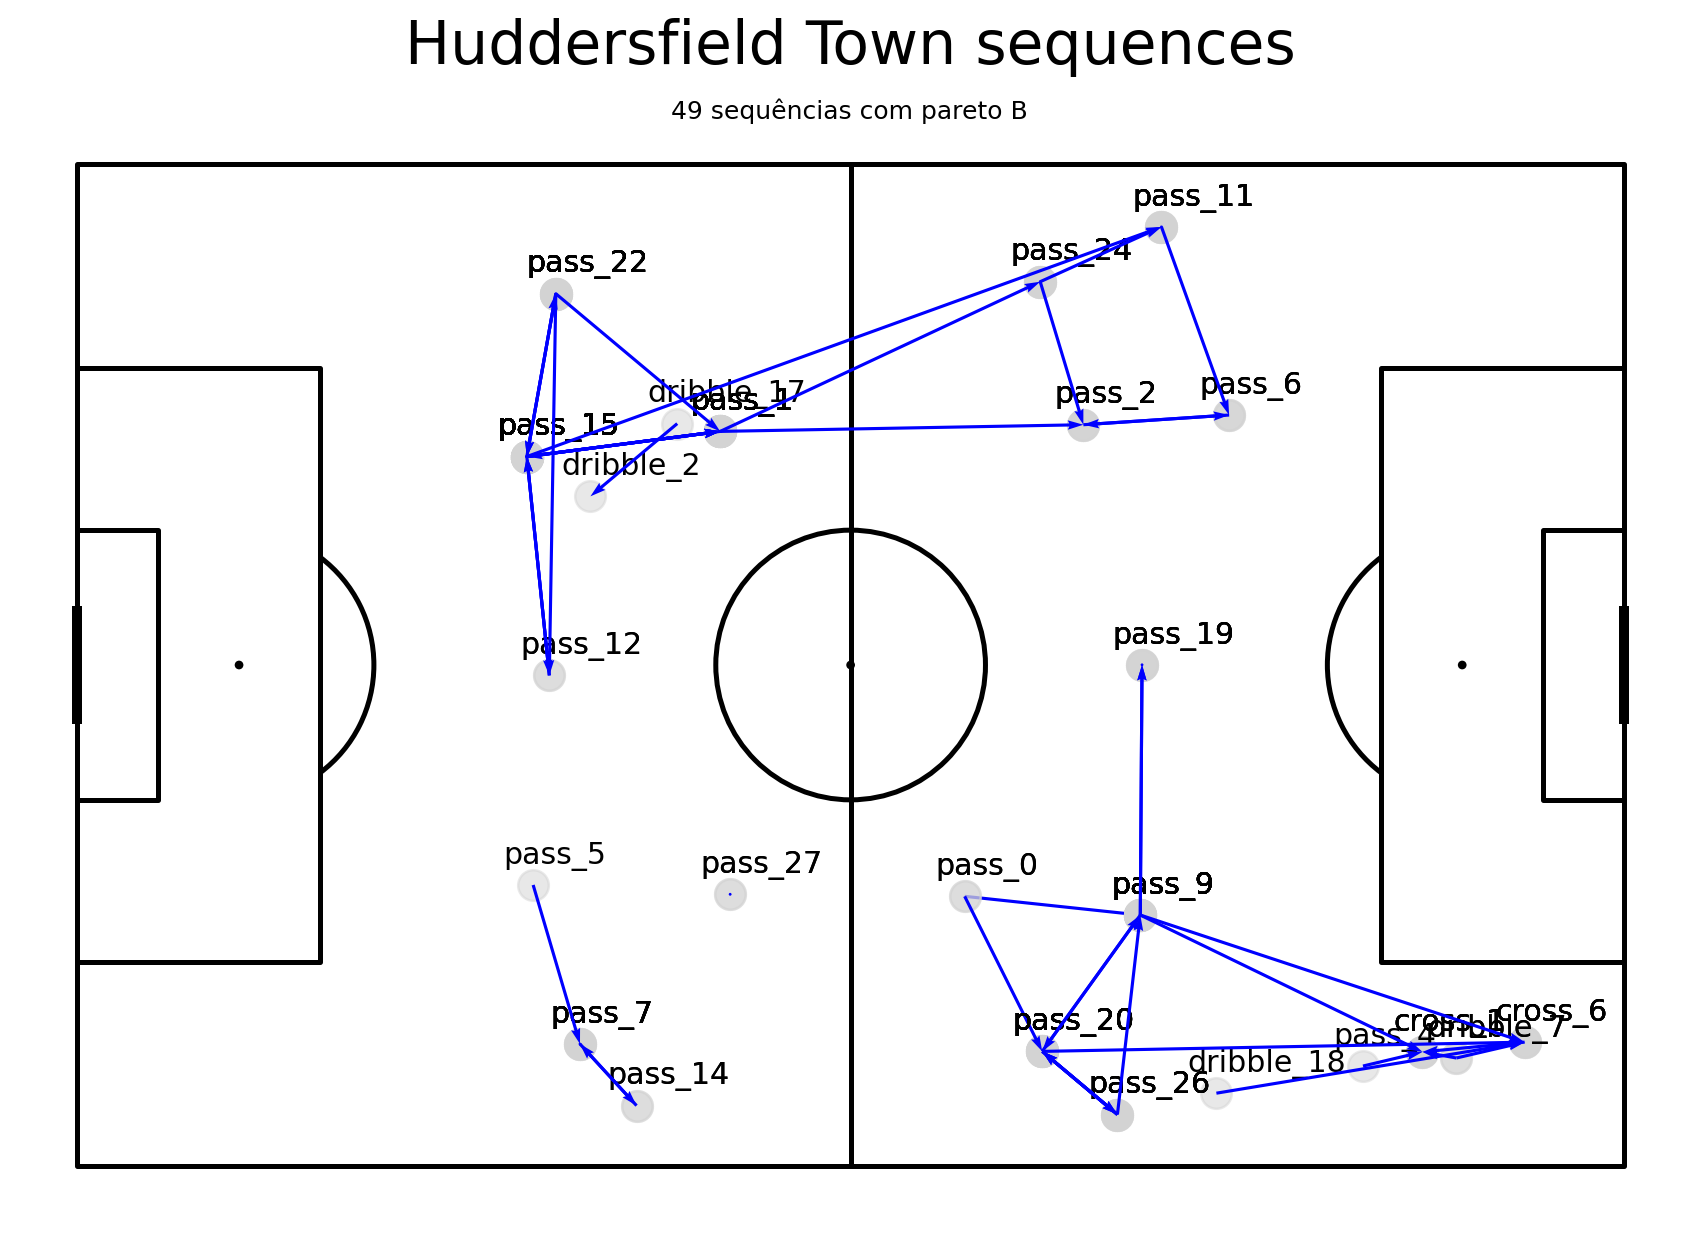 Huddersfield Town sequences
49 sequências com pareto B
pass_11
pass_24
pass_22
pass_6
dribble_17
pass_1
pass_2
pass_15
dribble_2
pass_19
pass_12
pass_5
pass_27
pass_0
pass_9
pass_7
pass_20
cross_1
cross_6
dribble_7
pass_4
dribble_18
pass_14
pass_26